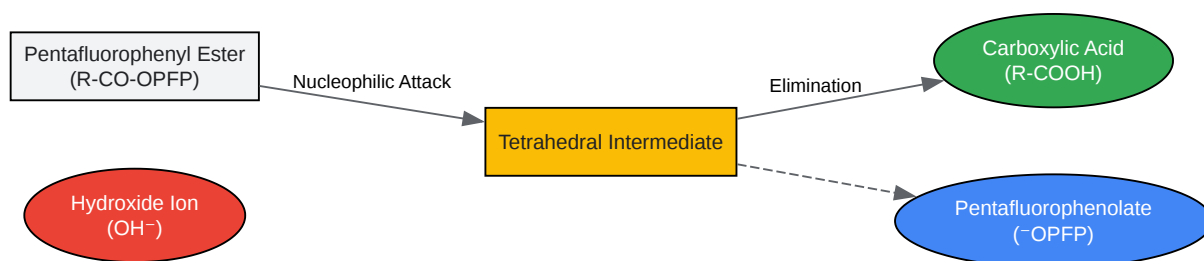 Pentafluorophenyl Ester
(R-CO-OPFP)
Nucleophilic Attack
Hydroxide Ion
(OH⁻)
Tetrahedral Intermediate
Elimination
Carboxylic Acid
(R-COOH)
Pentafluorophenolate
(⁻OPFP)